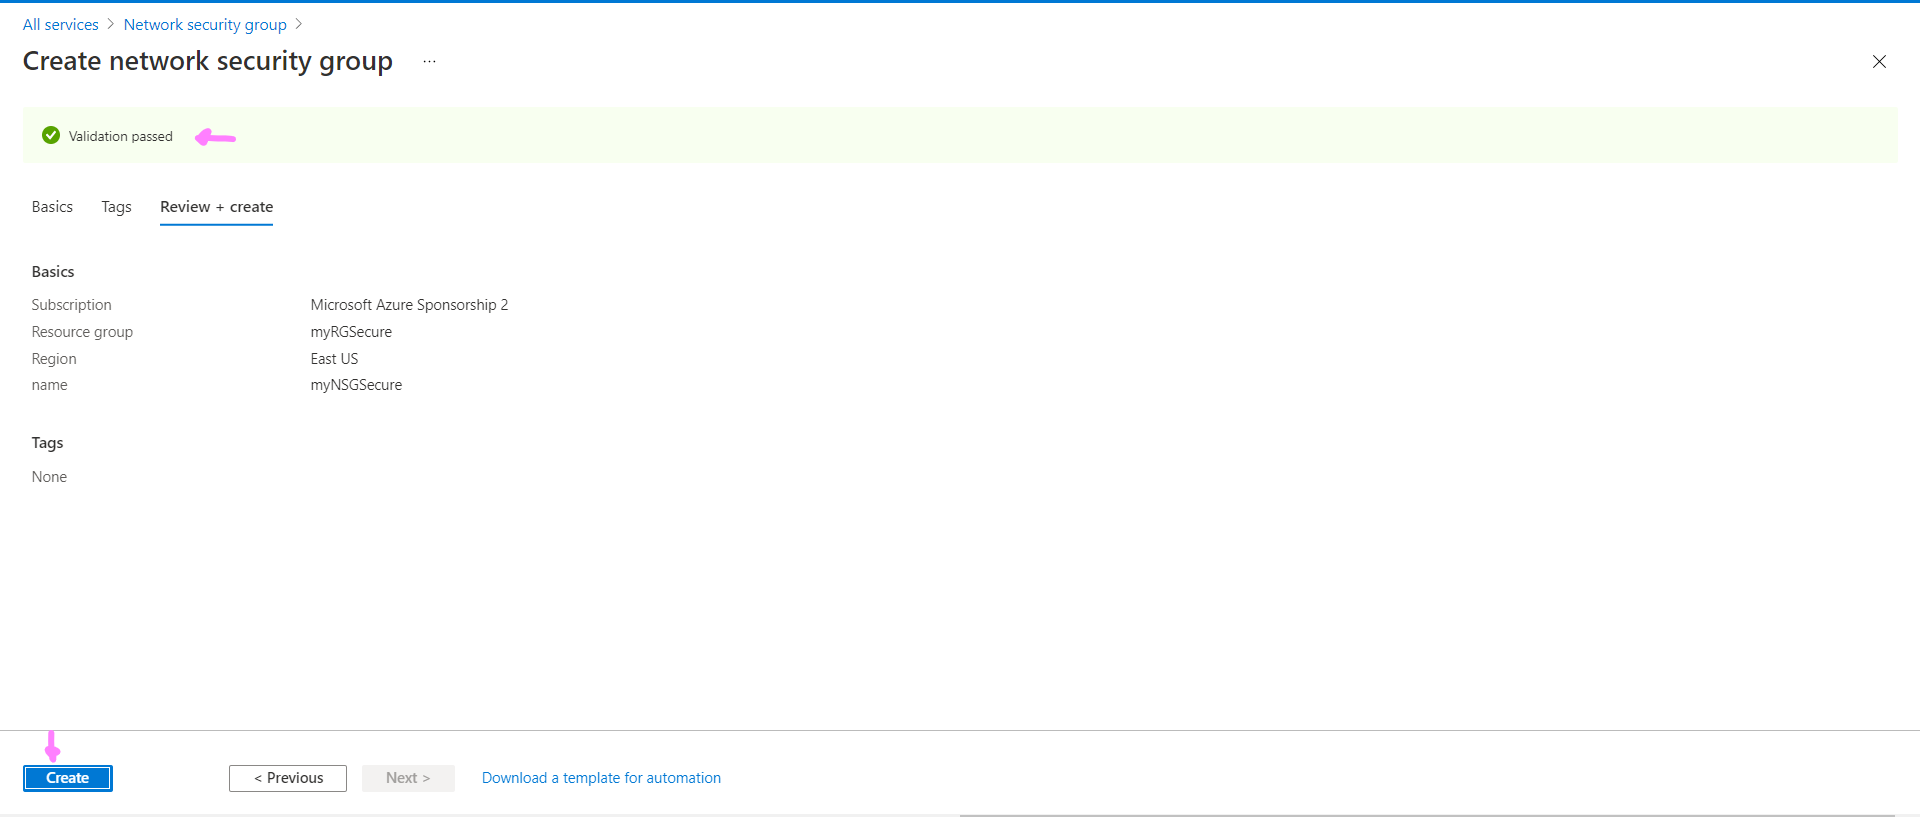 All services > Network security group >
Create network security group ...
Validation passed
Basics Tags Review + create
Basics
Subscription Microsoft Azure Sponsorship 2
Resource group myRGSecure
Region East US
name myNSGSecure
Tags
None
Create < Previous Next > Download a template for automation